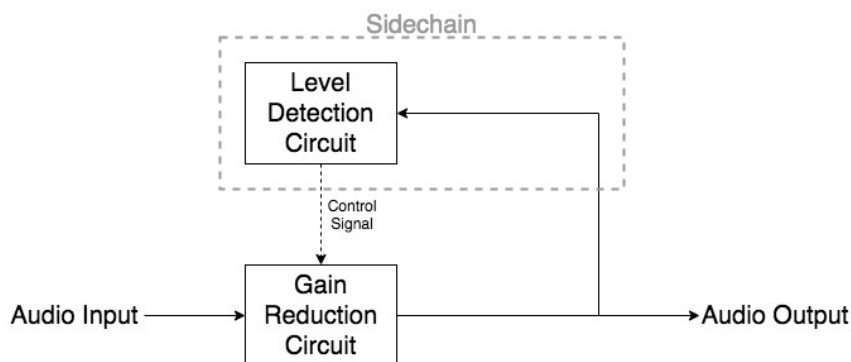 Sidechain
Level
Detection
Circuit
Control
Signal
Audio Input
Gain
Reduction
Circuit
Audio Output